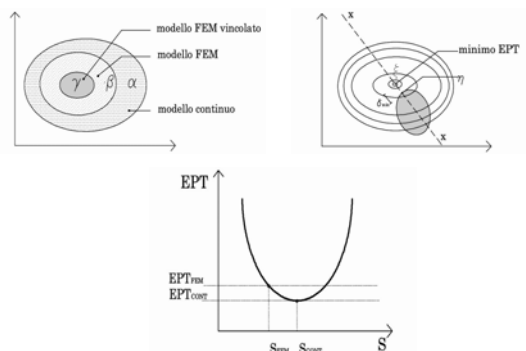 modello FEM vincolato
modello FEM
γ β α
modello continuo
x
minimo EPT
ζ
η
x
EPT
EPT_FEM
EPT_CONT
S_FEM S_CONT
S